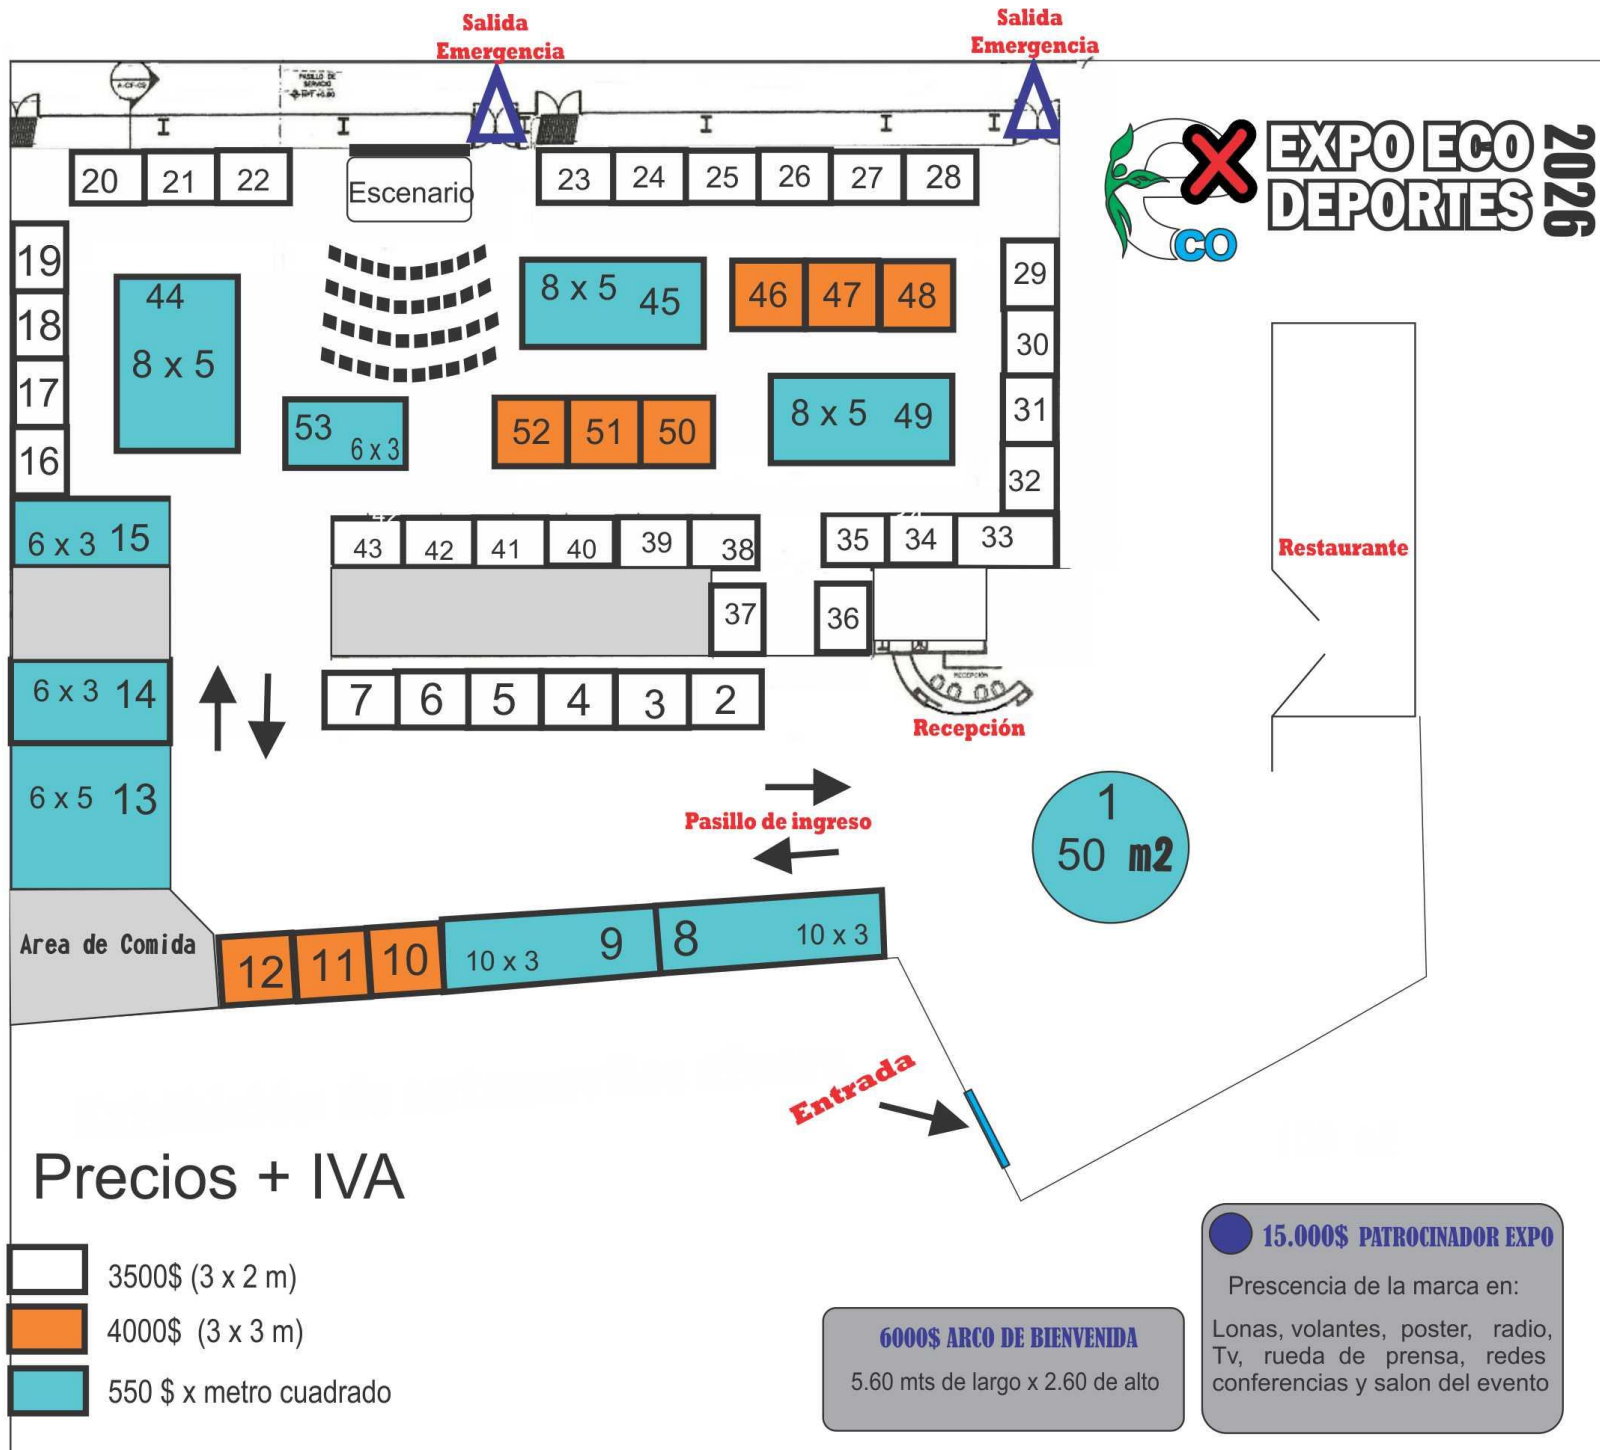 Salida
Emergencia
Salida
Emergencia
A-CF-02
PASILLO DE
SERVICIO
EXPO ECO
DEPORTES
2026
CO
20 21 22
Escenario
23 24 25 26 27 28
19
18
17
16
44
8 x 5
8 x 5 45
46 47 48
29
30
31
32
53
6 x 3
52 51 50
8 x 5 49
6 x 3 15
43 42 41 40 39 38
35 34 33
37
36
Restaurante
6 x 3 14
7 6 5 4 3 2
RECEPCIÓN
Recepción
6 x 5 13
Pasillo de ingreso
1
50 m2
Area de Comida
12 11 10
10 x 3 9
8 10 x 3
Entrada
Precios + IVA
3500$ (3 x 2 m)
4000$ (3 x 3 m)
550 $ x metro cuadrado
6000$ ARCO DE BIENVENIDA
5.60 mts de largo x 2.60 de alto
15.000$ PATROCINADOR EXPO
Prescencia de la marca en:
Lonas, volantes, poster, radio,
Tv, rueda de prensa, redes
conferencias y salon del evento